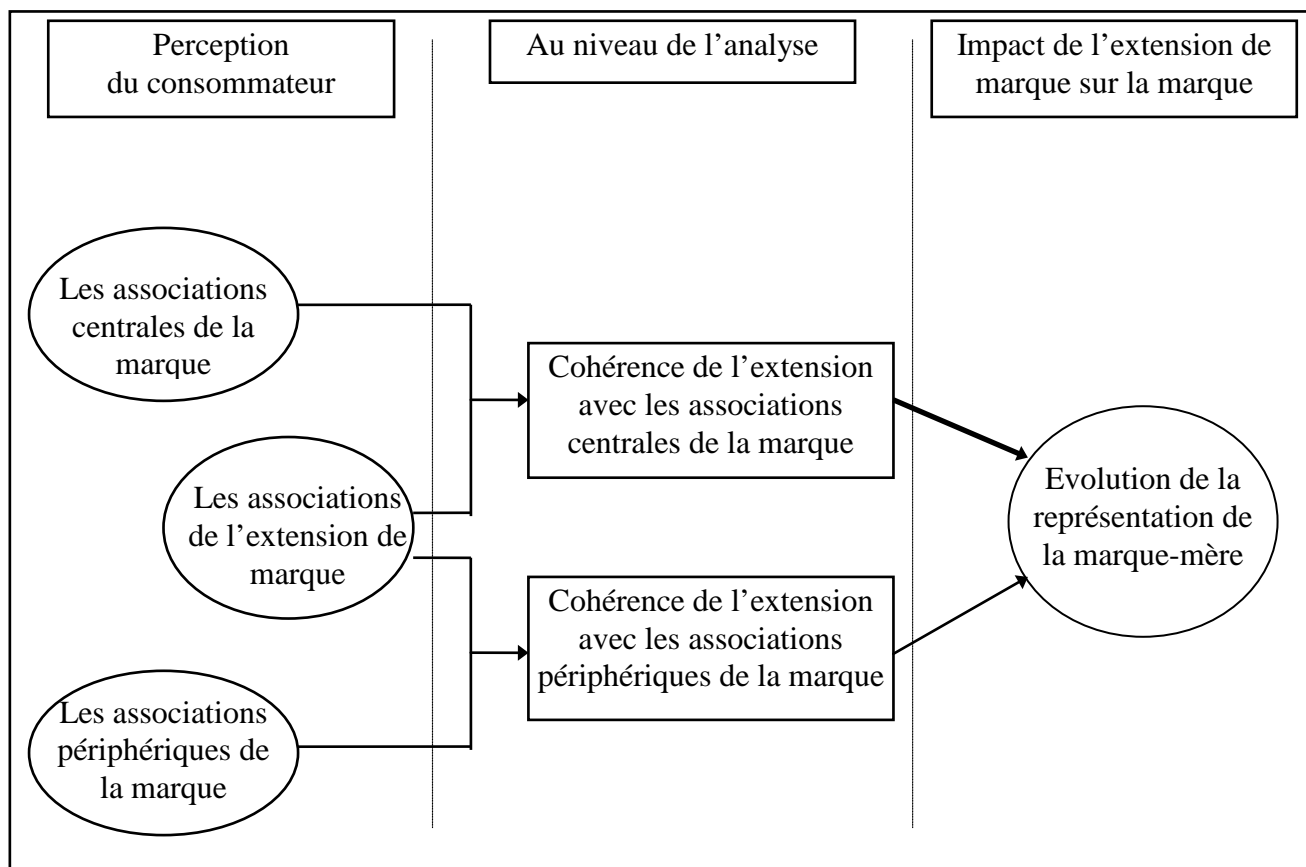 Perception
du consommateur
Au niveau de l’analyse
Impact de l’extension de
marque sur la marque
Les associations
centrales de la
marque
Les associations
de l’extension de
marque
Les associations
périphériques de
la marque
Cohérence de l’extension
avec les associations
centrales de la marque
Cohérence de l’extension
avec les associations
périphériques de la marque
Evolution de la
représentation de
la marque-mère